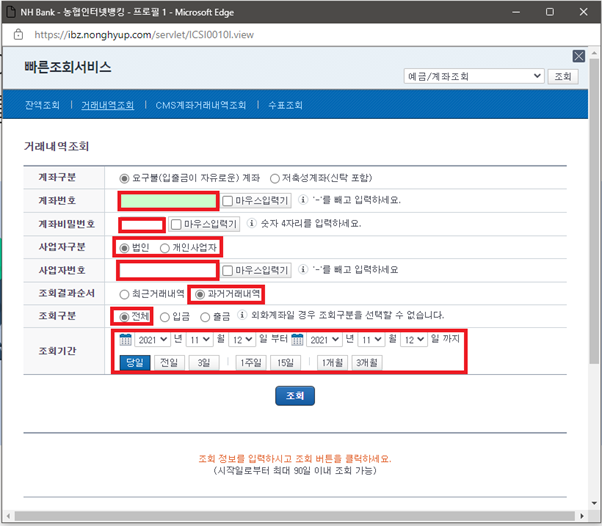 NH Bank - 농협인터넷뱅킹 - 프로필 1 - Microsoft Edge
https://ibz.nonghyup.com/servlet/ICSI0010I.view
빠른조회서비스
예금/계좌조회 조회
잔액조회 | 거래내역조회 | CMS계좌거래내역조회 | 수표조회
거래내역조회
계좌구분 요구불(입출금이 자유로운) 계좌 저축성계좌(신탁 포함)
계좌번호 마우스입력기 '-'를 빼고 입력하세요.
계좌비밀번호 마우스입력기 숫자 4자리를 입력하세요.
사업자구분 법인 개인사업자
사업자번호 마우스입력기 '-'를 빼고 입력하세요
조회결과순서 최근거래내역 과거거래내역
조회구분 전체 입금 출금 외화계좌일 경우 조회구분을 선택할 수 없습니다.
조회기간 2021 년 11 월 12 일 부터 2021 년 11 월 12 일 까지
당일 전일 3일 1주일 15일 1개월 3개월
조회
조회 정보를 입력하시고 조회 버튼을 클릭하세요.
(시작일로부터 최대 90일 이내 조회 가능)